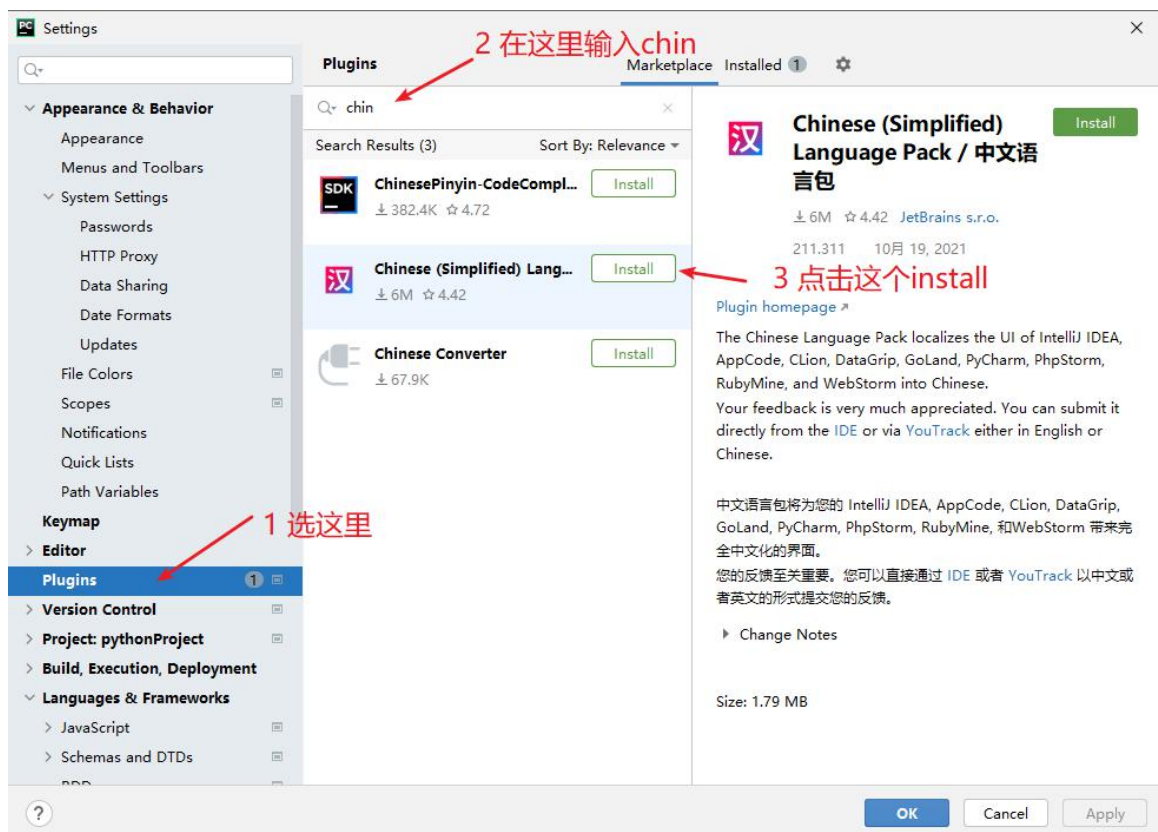 PC Settings
2 在这里输入chin
Plugins
Marketplace Installed 1
Appearance & Behavior
Appearance
Menus and Toolbars
System Settings
Passwords
HTTP Proxy
Data Sharing
Date Formats
Updates
File Colors
Scopes
Notifications
Quick Lists
Path Variables
Keymap
Editor
Plugins 1
Version Control
Project: pythonProject
Build, Execution, Deployment
Languages & Frameworks
JavaScript
Schemas and DTDs
1 选这里
chin
Search Results (3) Sort By: Relevance
SDK
ChinesePinyin-CodeCompl... Install
382.4K 4.72
汉
Chinese (Simplified) Lang... Install
6M 4.42
Chinese Converter Install
67.9K
3 点击这个install
汉
Chinese (Simplified) Install
Language Pack / 中文语
言包
6M 4.42 JetBrains s.r.o.
211.311 10月 19, 2021
Plugin homepage
The Chinese Language Pack localizes the UI of IntelliJ IDEA,
AppCode, CLion, DataGrip, GoLand, PyCharm, PhpStorm,
RubyMine, and WebStorm into Chinese.
Your feedback is very much appreciated. You can submit it
directly from the IDE or via YouTrack either in English or
Chinese.
中文语言包将为您的 IntelliJ IDEA, AppCode, CLion, DataGrip,
GoLand, PyCharm, PhpStorm, RubyMine, 和WebStorm 带来完
全中文化的界面。
您的反馈至关重要。您可以直接通过 IDE 或者 YouTrack 以中文或
者英文的形式提交您的反馈。
Change Notes
Size: 1.79 MB
? OK Cancel Apply